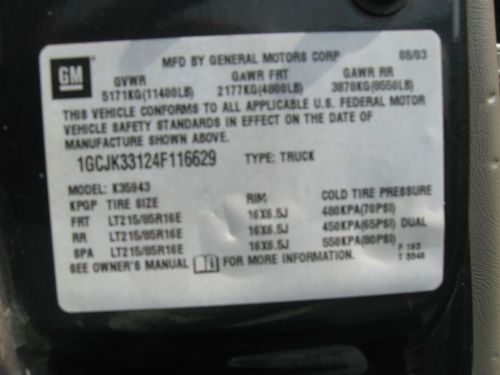 GM
MFD BY GENERAL MOTORS CORP 08/03
GVWR GAWR FRT GAWR RR
5171KG(11400LB) 2177KG(4800LB) 3878KG(8550LB)
THIS VEHICLE CONFORMS TO ALL APPLICABLE U.S. FEDERAL MOTOR
VEHICLE SAFETY STANDARDS IN EFFECT ON THE DATE OF
MANUFACTURE SHOWN ABOVE.
1GCJK33124F116629 TYPE: TRUCK
MODEL: K35943
KPGP TIRE SIZE RIM COLD TIRE PRESSURE
FRT LT215/85R16E 16X6.5J 480KPA(70PSI)
RR LT215/85R16E 16X6.5J 450KPA(65PSI) DUAL
SPA LT215/85R16E 16X6.5J 550KPA(80PSI)
SEE OWNER'S MANUAL FOR MORE INFORMATION.
F 163
T 3348